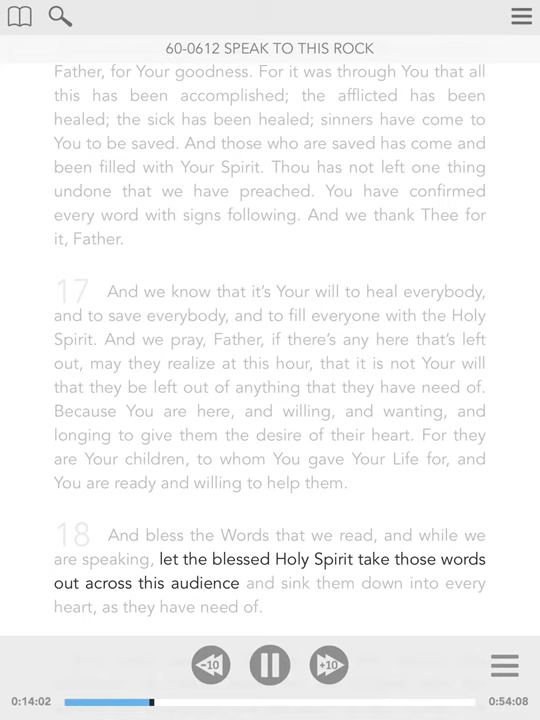 60-0612 SPEAK TO THIS ROCK
Father, for Your goodness. For it was through You that all
this has been accomplished; the afflicted has been
healed; the sick has been healed; sinners have come to
You to be saved. And those who are saved has come and
been filled with Your Spirit. Thou has not left one thing
undone that we have preached. You have confirmed
every word with signs following. And we thank Thee for
it, Father.
17 And we know that it's Your will to heal everybody,
and to save everybody, and to fill everyone with the Holy
Spirit. And we pray, Father, if there's any here that's left
out, may they realize at this hour, that it is not Your will
that they be left out of anything that they have need of.
Because You are here, and willing, and wanting, and
longing to give them the desire of their heart. For they
are Your children, to whom You gave Your Life for, and
You are ready and willing to help them.
18 And bless the Words that we read, and while we
are speaking, let the blessed Holy Spirit take those words
out across this audience and sink them down into every
heart, as they have need of.
-10 +10
0:14:02 0:54:08